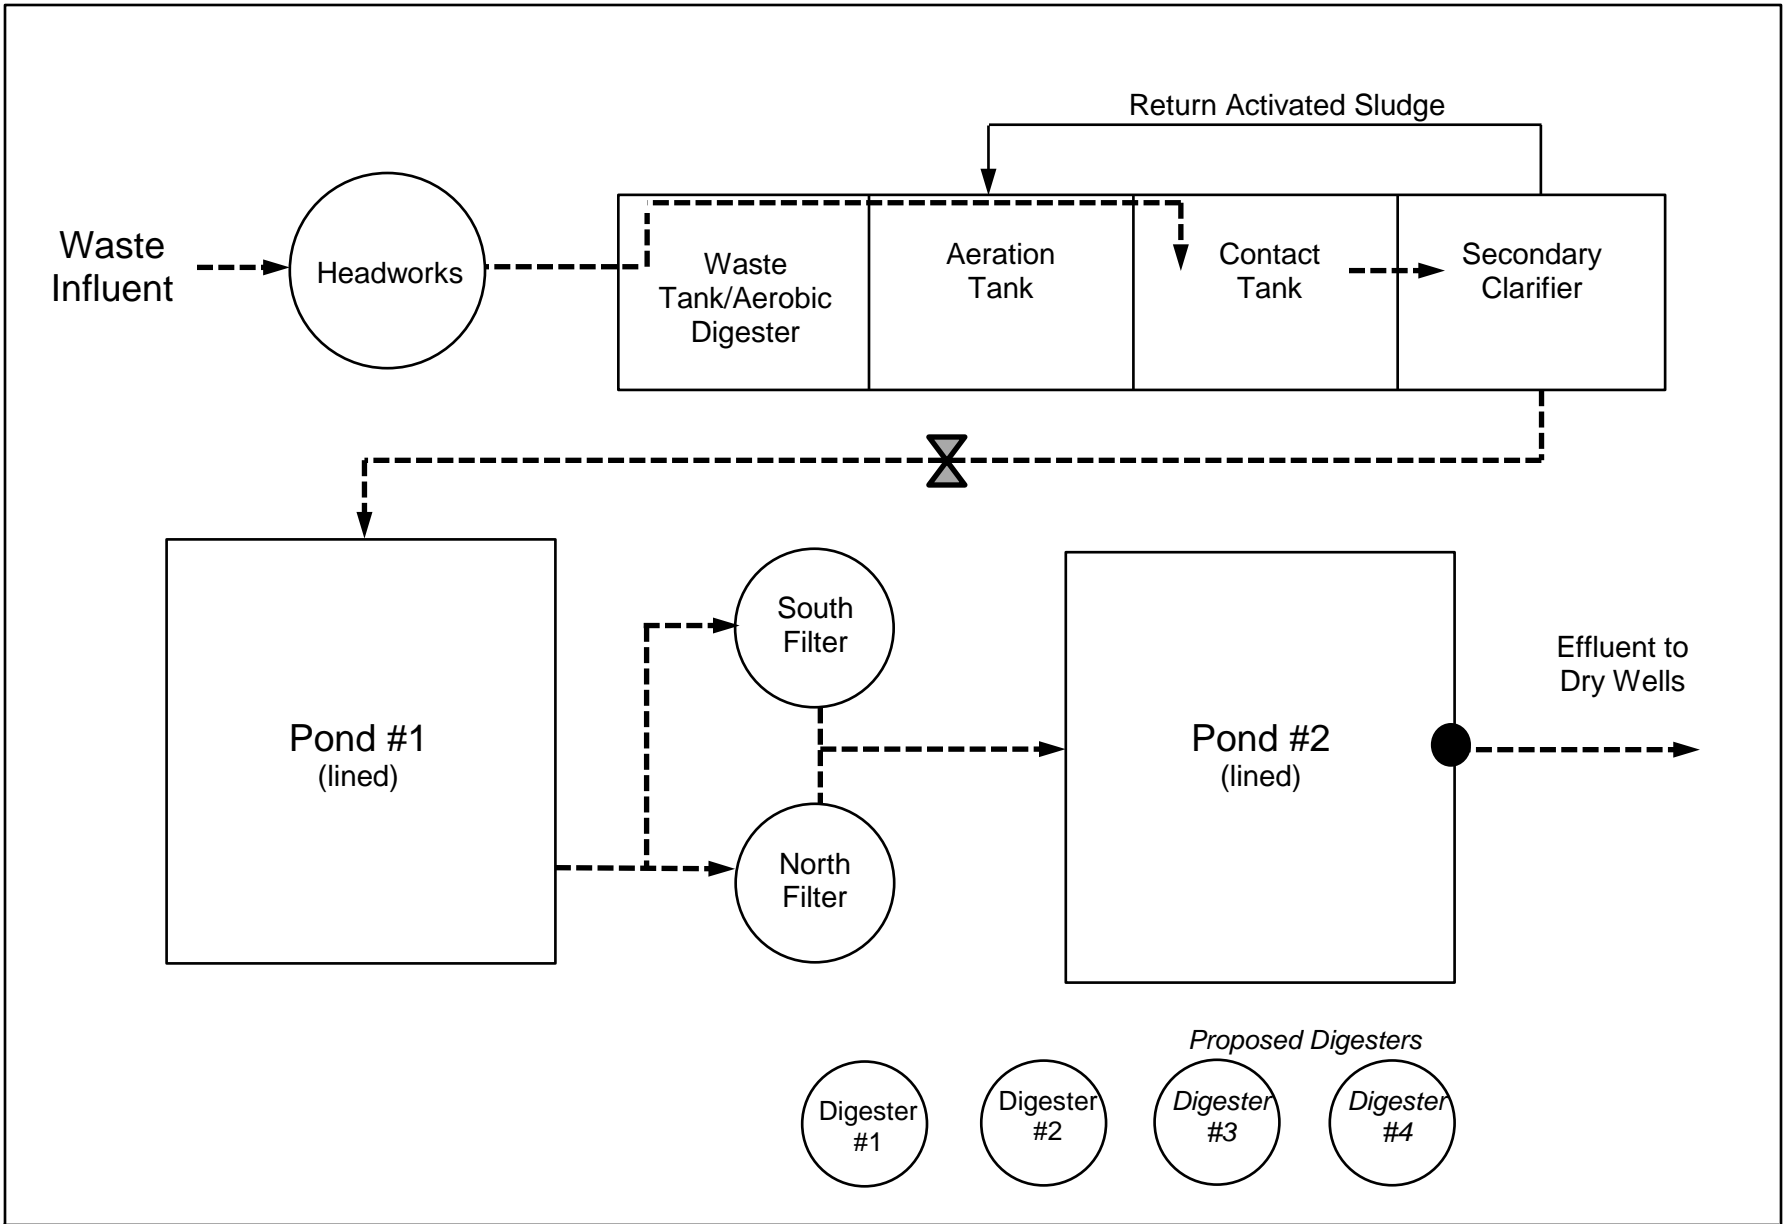 Return Activated Sludge
Waste
Influent
Headworks
Waste
Tank/Aerobic
Digester
Aeration
Tank
Contact
Tank
Secondary
Clarifier
Pond #1
(lined)
South
Filter
North
Filter
Pond #2
(lined)
Effluent to
Dry Wells
Proposed Digesters
Digester
#1
Digester
#2
Digester
#3
Digester
#4